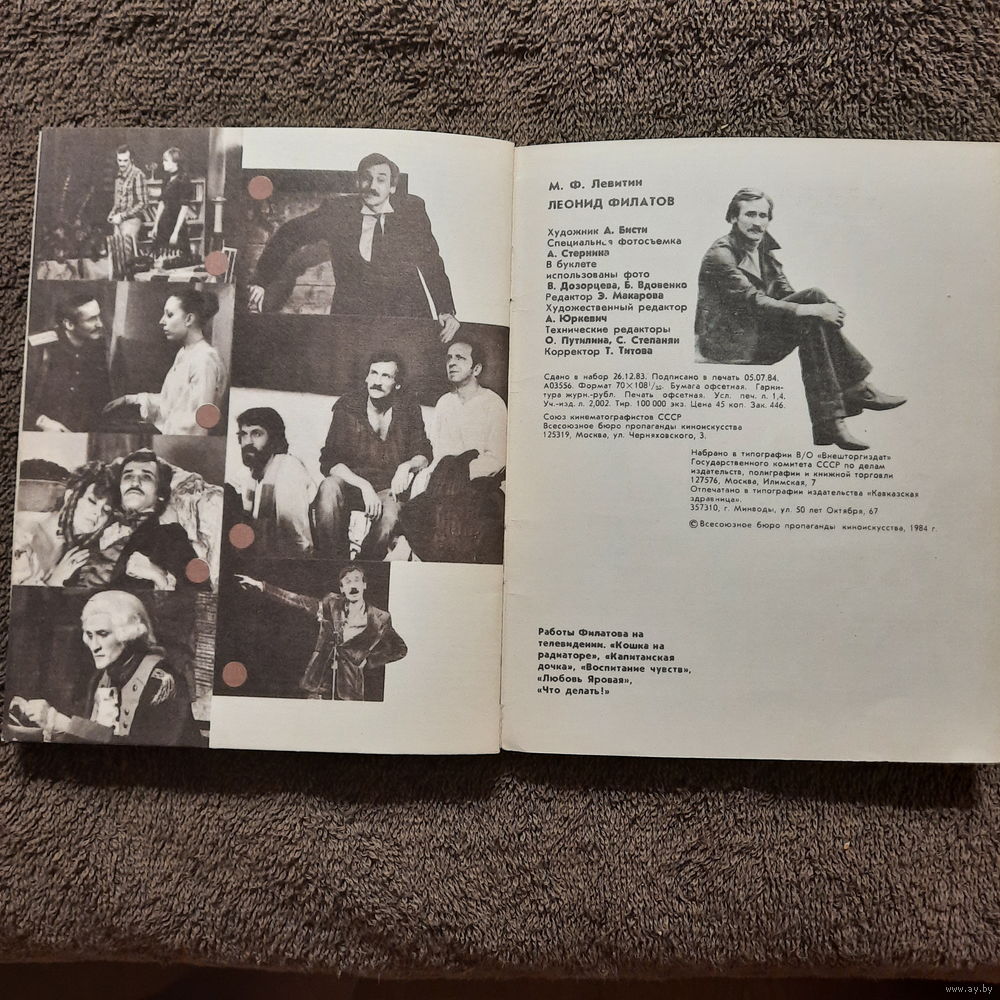 М. Ф. Левитин
ЛЕОНИД ФИЛАТОВ
Художник А. Бисти
Специальная фотосъемка
А. Стернина
В буклете
использованы фото
В. Дозорцева, Б. Вдовенко
Редактор Э. Макарова
Художественный редактор
А. Юркевич
Технические редакторы
О. Путилина, С. Степанян
Корректор Т. Титова
Сдано в набор 26.12.83. Подписано в печать 05.07.84.
А03556. Формат 70×108¹/₃₂. Бумага офсетная. Гарни-
тура журн.-рубл. Печать офсетная. Усл. печ. л. 1,4.
Уч.-изд. л. 2,002. Тир. 100 000 экз. Цена 45 коп. Зак. 446.
Союз кинематографистов СССР
Всесоюзное бюро пропаганды киноискусства
125319, Москва, ул. Черняховского, 3.
Набрано в типографии В/О «Внешторгиздат»
Государственного комитета СССР по делам
издательств, полиграфии и книжной торговли
127576, Москва, Илимская, 7
Отпечатано в типографии издательства «Кавказская
здравница».
357310, г. Минводы, ул. 50 лет Октября, 67
© Всесоюзное бюро пропаганды киноискусства, 1984 г.
Работы Филатова на
телевидении. «Кошка на
радиаторе», «Капитанская
дочка», «Воспитание чувств»,
«Любовь Яровая»,
«Что делать!»
www.ay.by